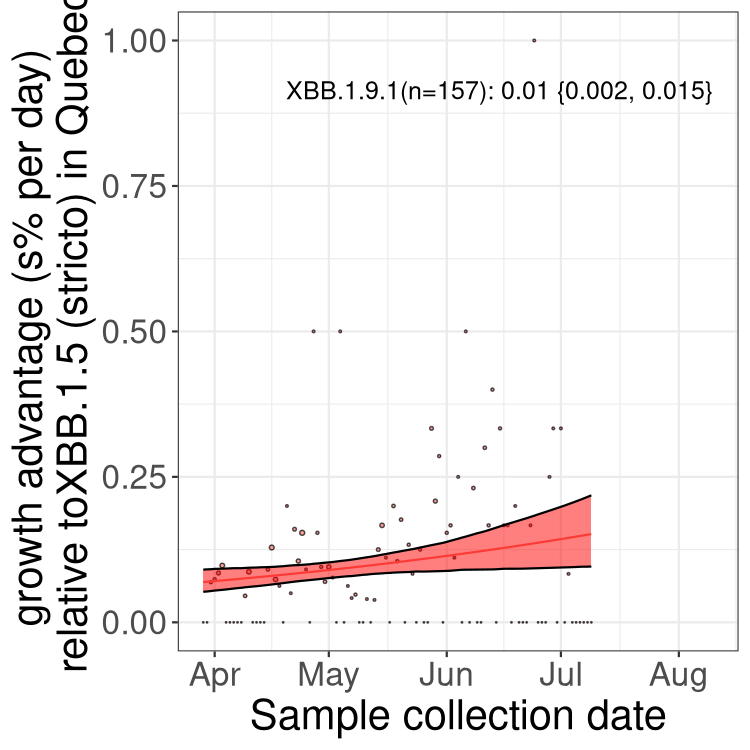 growth advantage (s% per day)
relative toXBB.1.5 (stricto) in Quebec
1.00
0.75
0.50
0.25
0.00
XBB.1.9.1(n=157): 0.01 {0.002, 0.015}
Apr May Jun Jul Aug
Sample collection date